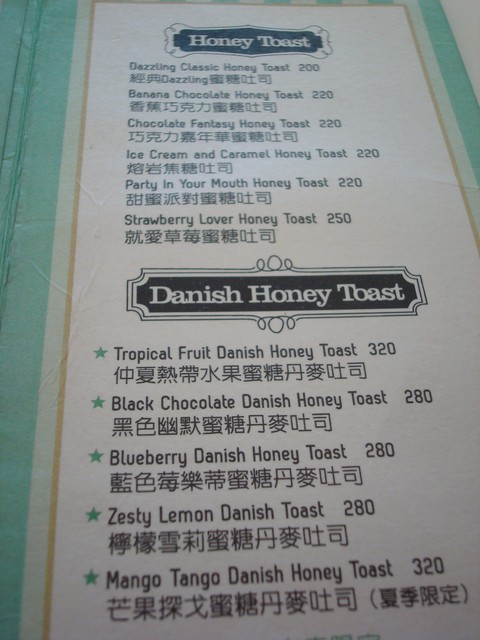 Honey Toast
Dazzling Classic Honey Toast 200
經典Dazzling蜜糖吐司
Banana Chocolate Honey Toast 220
香蕉巧克力蜜糖吐司
Chocolate Fantasy Honey Toast 220
巧克力嘉年華蜜糖吐司
Ice Cream and Caramel Honey Toast 220
熔岩焦糖吐司
Party In Your Mouth Honey Toast 220
甜蜜派對蜜糖吐司
Strawberry Lover Honey Toast 250
就愛草莓蜜糖吐司
Danish Honey Toast
★ Tropical Fruit Danish Honey Toast 320
仲夏熱帶水果蜜糖丹麥吐司
★ Black Chocolate Danish Honey Toast 280
黑色幽默蜜糖丹麥吐司
★ Blueberry Danish Honey Toast 280
藍色莓樂蒂蜜糖丹麥吐司
★ Zesty Lemon Danish Toast 280
檸檬雪莉蜜糖丹麥吐司
★ Mango Tango Danish Honey Toast 320
芒果探戈蜜糖丹麥吐司（夏季限定）